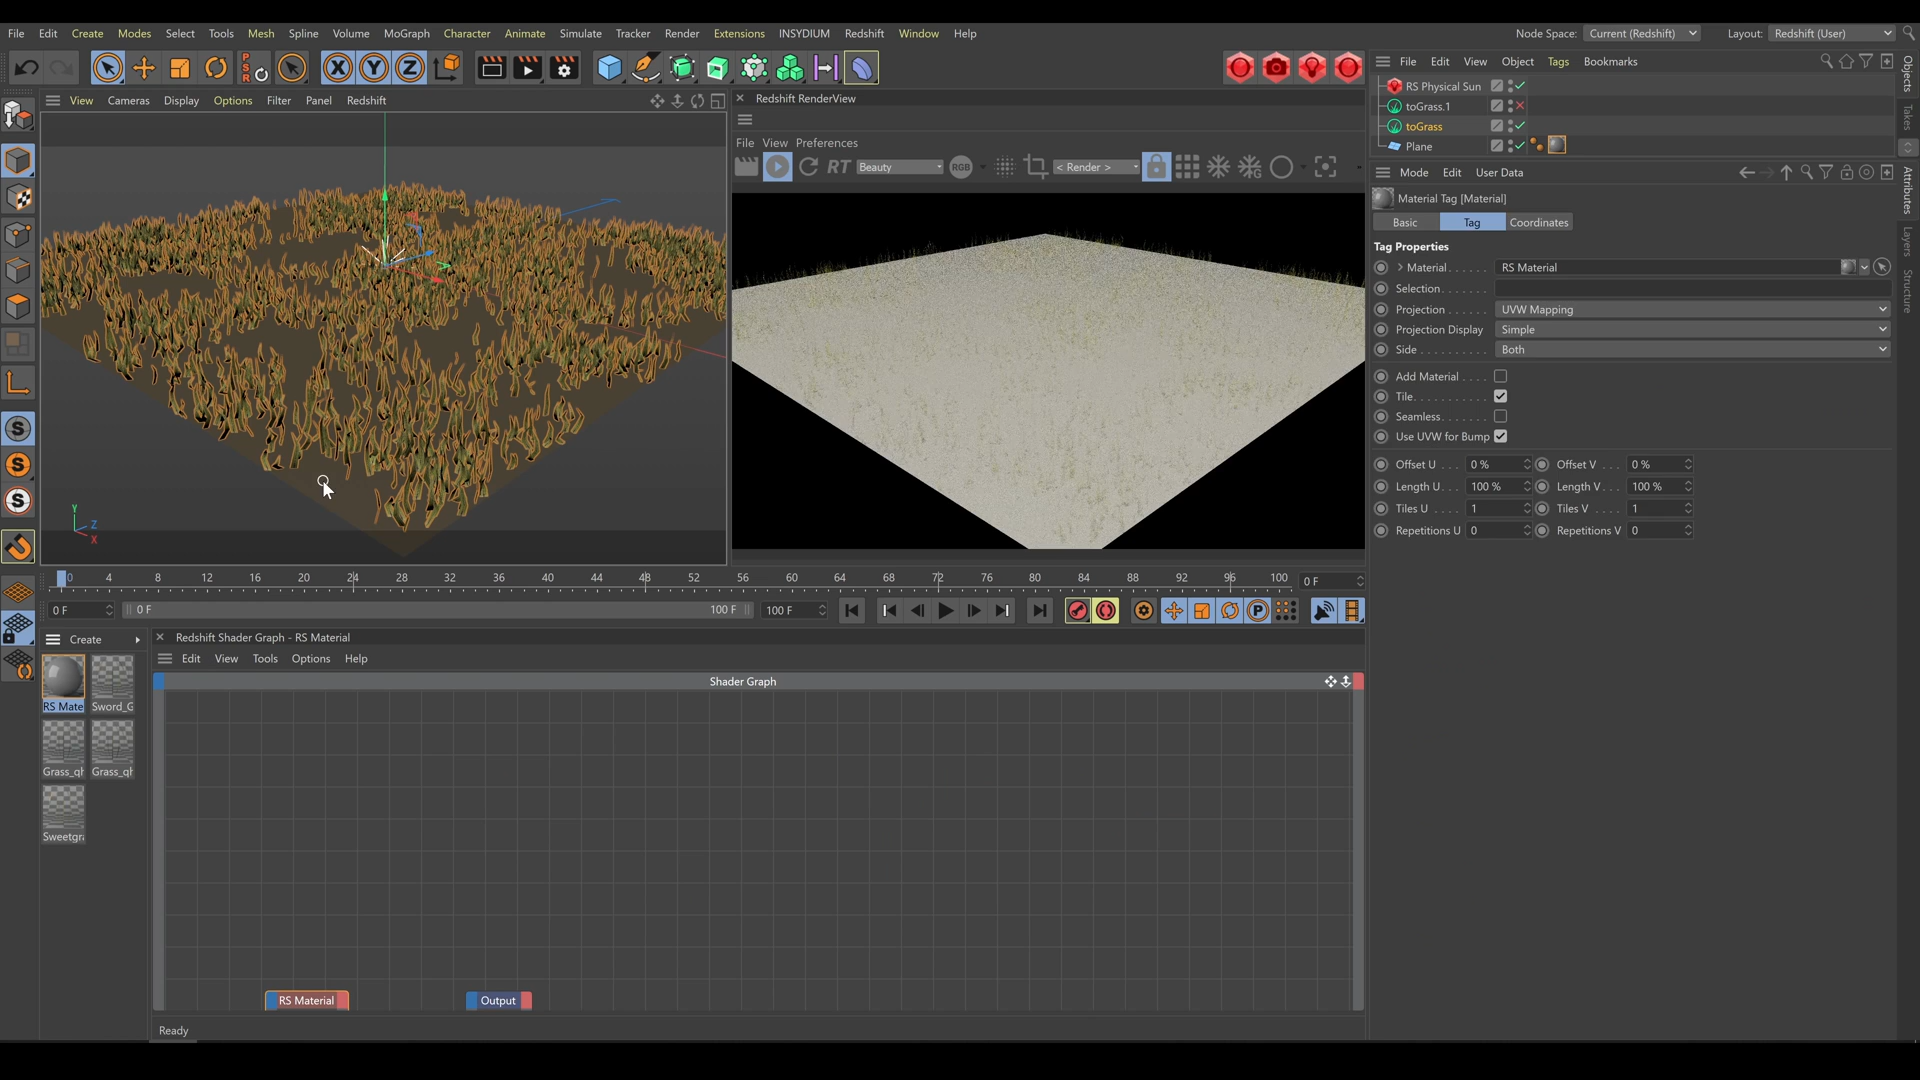 File Edit Create Modes Select Tools Mesh Spline Volume MoGraph Character Animate Simulate Tracker Render Redshift Extensions INSYDIUM Window Help
Node Space: Current (Redshift) Layout: Redshift (User)
PSR X Y Z
File Edit View Object Tags Bookmarks
View Cameras Display Options Filter Panel Redshift
Redshift RenderView
RS Physical Sun
toGrass.1
toGrass
Plane
File View Preferences
RT Beauty RGB < Render > G
Mode Edit User Data
Material Tag [Material]
Basic Tag Coordinates
Tag Properties
Material RS Material
Selection
Projection UVW Mapping
Projection Display Simple
Side Both
Add Material
Tile
Seamless
Use UVW for Bump
Offset U 0 % Offset V 0 %
Length U 100 % Length V 100 %
Tiles U 1 Tiles V 1
Repetitions U 0 Repetitions V 0
Objects
Takes
Attributes
Layers
Structure
S
S
S
Y
Z
X
0 4 8 12 16 20 24 28 32 36 40 44 48 52 56 60 64 68 72 76 80 84 88 92 96 100 0 F
0 F 0 F 100 F 100 F P
Create
Redshift Shader Graph - RS Material
Edit View Tools Options Help
Shader Graph
RS Mate Sword_G
Grass_ql Grass_ql
Sweetgr
RS Material Output
Ready